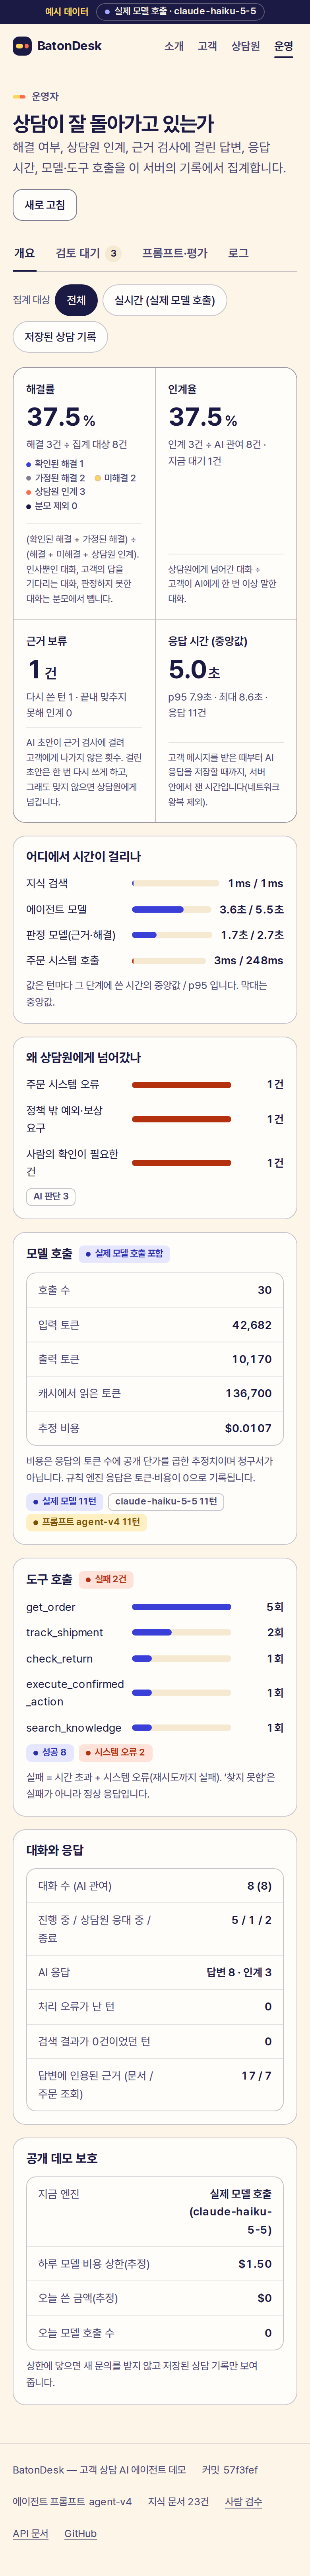 예시 데이터 실제 모델 호출 · claude-haiku-5-5
BatonDesk 소개 고객 상담원 운영
운영자
상담이 잘 돌아가고 있는가
해결 여부, 상담원 인계, 근거 검사에 걸린 답변, 응답
시간, 모델·도구 호출을 이 서버의 기록에서 집계합니다.
새로 고침
개요 검토 대기 3 프롬프트·평가 로그
집계 대상 전체 실시간 (실제 모델 호출)
저장된 상담 기록
해결률
37.5%
해결 3건 ÷ 집계 대상 8건
확인된 해결 1
가정된 해결 2 미해결 2
상담원 인계 3
분모 제외 0
(확인된 해결 + 가정된 해결) ÷
(해결 + 미해결 + 상담원 인계).
인사뿐인 대화, 고객의 답을
기다리는 대화, 판정하지 못한
대화는 분모에서 뺍니다.
인계율
37.5%
인계 3건 ÷ AI 관여 8건 ·
지금 대기 1건
상담원에게 넘어간 대화 ÷
고객이 AI에게 한 번 이상 말한
대화.
근거 보류
1 건
다시 쓴 턴 1 · 끝내 맞추지
못해 인계 0
AI 초안이 근거 검사에 걸려
고객에게 나가지 않은 횟수. 걸린
초안은 한 번 다시 쓰게 하고,
그래도 맞지 않으면 상담원에게
넘깁니다.
응답 시간 (중앙값)
5.0초
p95 7.9초 · 최대 8.6초 ·
응답 11건
고객 메시지를 받은 때부터 AI
응답을 저장할 때까지, 서버
안에서 잰 시간입니다(네트워크
왕복 제외).
어디에서 시간이 걸리나
지식 검색 1ms / 1ms
에이전트 모델 3.6초 / 5.5초
판정 모델(근거·해결) 1.7초 / 2.7초
주문 시스템 호출 3ms / 248ms
값은 턴마다 그 단계에 쓴 시간의 중앙값 / p95 입니다. 막대는
중앙값.
왜 상담원에게 넘어갔나
주문 시스템 오류 1건
정책 밖 예외·보상
요구 1건
사람의 확인이 필요한
건 1건
AI 판단 3
모델 호출 실제 모델 호출 포함
호출 수 30
입력 토큰 42,682
출력 토큰 10,170
캐시에서 읽은 토큰 136,700
추정 비용 $0.0107
비용은 응답의 토큰 수에 공개 단가를 곱한 추정치이며 청구서가
아닙니다. 규칙 엔진 응답은 토큰·비용이 0으로 기록됩니다.
실제 모델 11턴 claude-haiku-5-5 11턴
프롬프트 agent-v4 11턴
도구 호출 실패 2건
get_order 5회
track_shipment 2회
check_return 1회
execute_confirmed
_action 1회
search_knowledge 1회
성공 8 시스템 오류 2
실패 = 시간 초과 + 시스템 오류(재시도까지 실패). '찾지 못함'은
실패가 아니라 정상 응답입니다.
대화와 응답
대화 수 (AI 관여) 8 (8)
진행 중 / 상담원 응대 중 /
종료 5 / 1 / 2
AI 응답 답변 8 · 인계 3
처리 오류가 난 턴 0
검색 결과가 0건이었던 턴 0
답변에 인용된 근거 (문서 /
주문 조회) 17 / 7
공개 데모 보호
지금 엔진 실제 모델 호출
(claude-haiku-
5-5)
하루 모델 비용 상한(추정) $1.50
오늘 쓴 금액(추정) $0
오늘 모델 호출 수 0
상한에 닿으면 새 문의를 받지 않고 저장된 상담 기록만 보여
줍니다.
BatonDesk — 고객 상담 AI 에이전트 데모 커밋 57f3fef
에이전트 프롬프트 agent-v4 지식 문서 23건 사람 검수
API 문서 GitHub